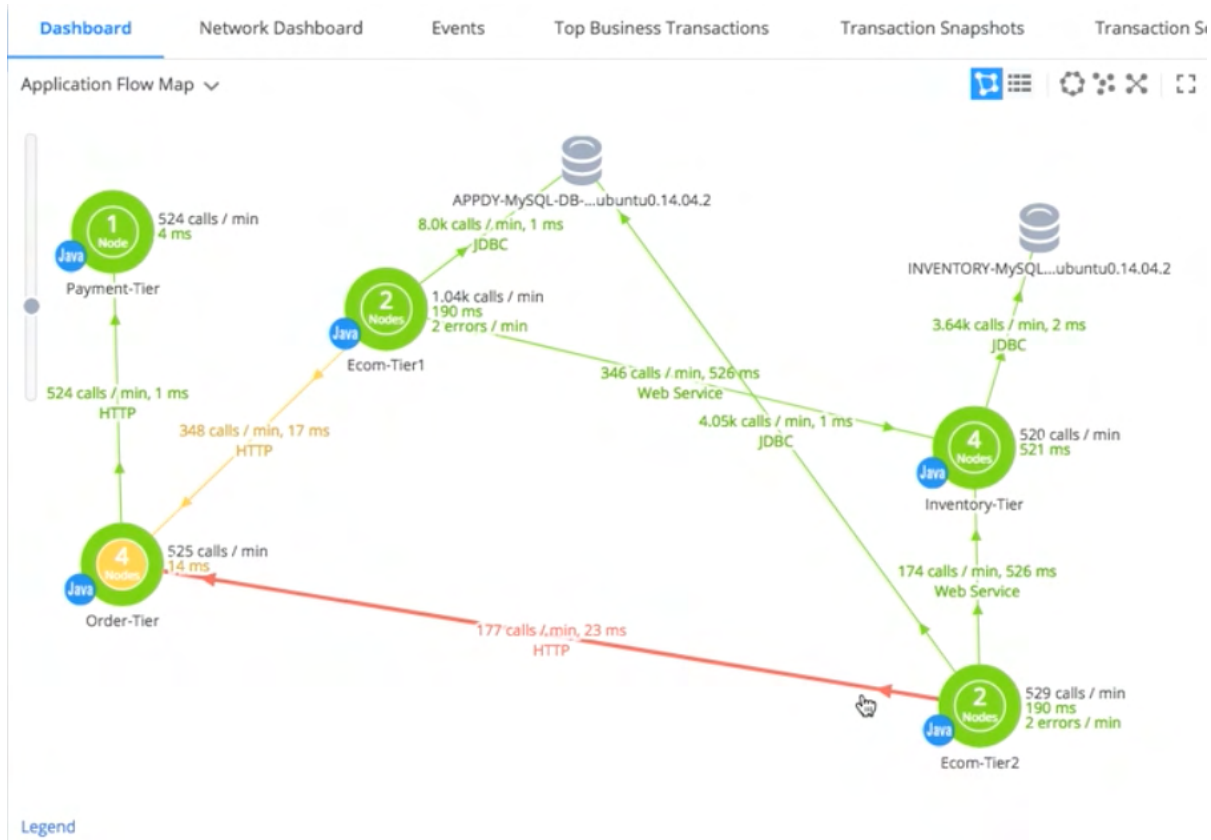 Dashboard
Network Dashboard
Events
Top Business Transactions
Transaction Snapshots
Transaction
Application Flow Map
APPDY-MySQL-DB-...ubuntu0.14.04.2
8.0k calls / min, 1 ms
JDBC
1
Node
Java
524 calls / min
4 ms
Payment-Tier
INVENTORY-MySQL...ubuntu0.14.04.2
2
Nodes
Java
1.04k calls / min
190 ms
2 errors / min
Ecom-Tier1
3.64k calls / min, 2 ms
JDBC
524 calls / min, 1 ms
HTTP
346 calls / min, 526 ms
Web Service
348 calls / min, 17 ms
HTTP
4.05k calls / min, 1 ms
JDBC
4
Nodes
Java
520 calls / min
521 ms
Inventory-Tier
4
Nodes
Java
525 calls / min
14 ms
Order-Tier
174 calls / min, 526 ms
Web Service
177 calls / min, 23 ms
HTTP
2
Nodes
Java
529 calls / min
190 ms
2 errors / min
Ecom-Tier2
Legend